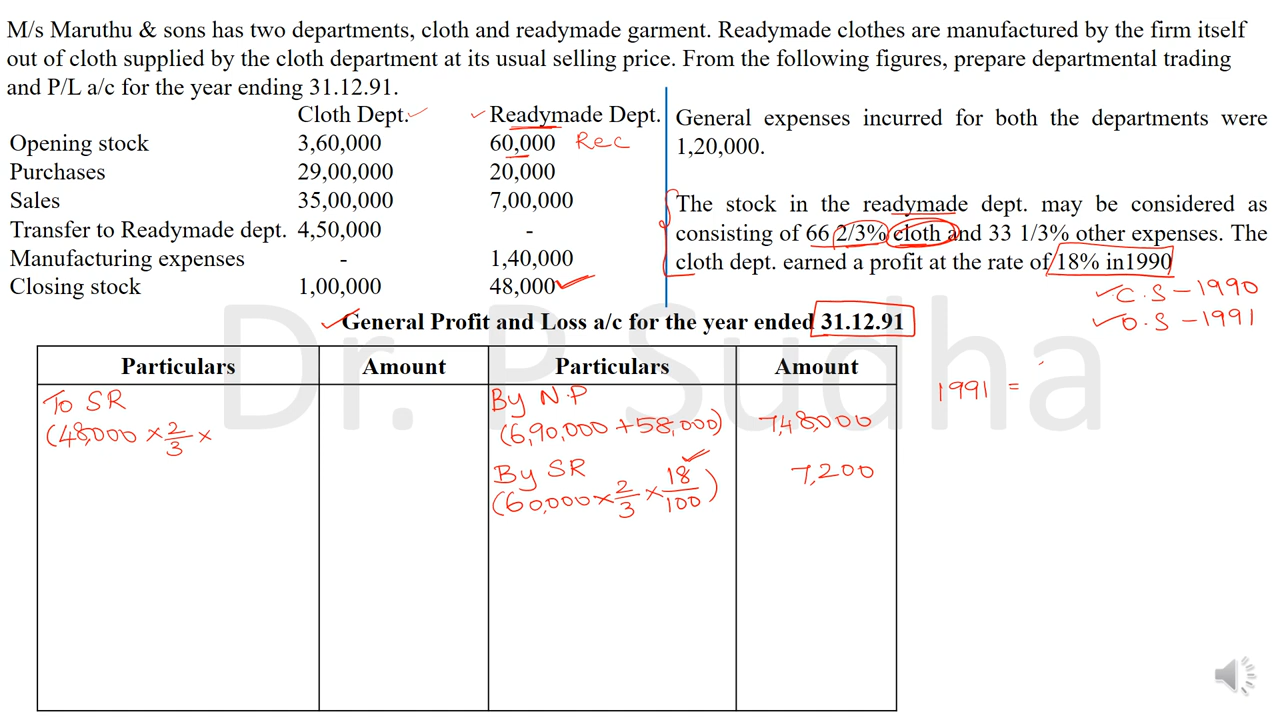 M/s Maruthu & sons has two departments, cloth and readymade garment. Readymade clothes are manufactured by the firm itself
out of cloth supplied by the cloth department at its usual selling price. From the following figures, prepare departmental trading
and P/L a/c for the year ending 31.12.91.
Cloth Dept. Readymade Dept.
Opening stock 3,60,000 60,000 Rec
Purchases 29,00,000 20,000
Sales 35,00,000 7,00,000
Transfer to Readymade dept. 4,50,000 -
Manufacturing expenses - 1,40,000
Closing stock 1,00,000 48,000
General expenses incurred for both the departments were
1,20,000.
The stock in the readymade dept. may be considered as
consisting of 66 2/3% cloth and 33 1/3% other expenses. The
cloth dept. earned a profit at the rate of 18% in1990
C.S - 1990
O.S - 1991
General Profit and Loss a/c for the year ended 31.12.91
Particulars Amount Particulars Amount
To SR
(48,000 × 2/3 ×
By N.P
(6,90,000 + 58,000) 7,48,000
By SR 7,200
(60,000 × 2/3 × 18/100)
1991 =
Dr. P Sudha